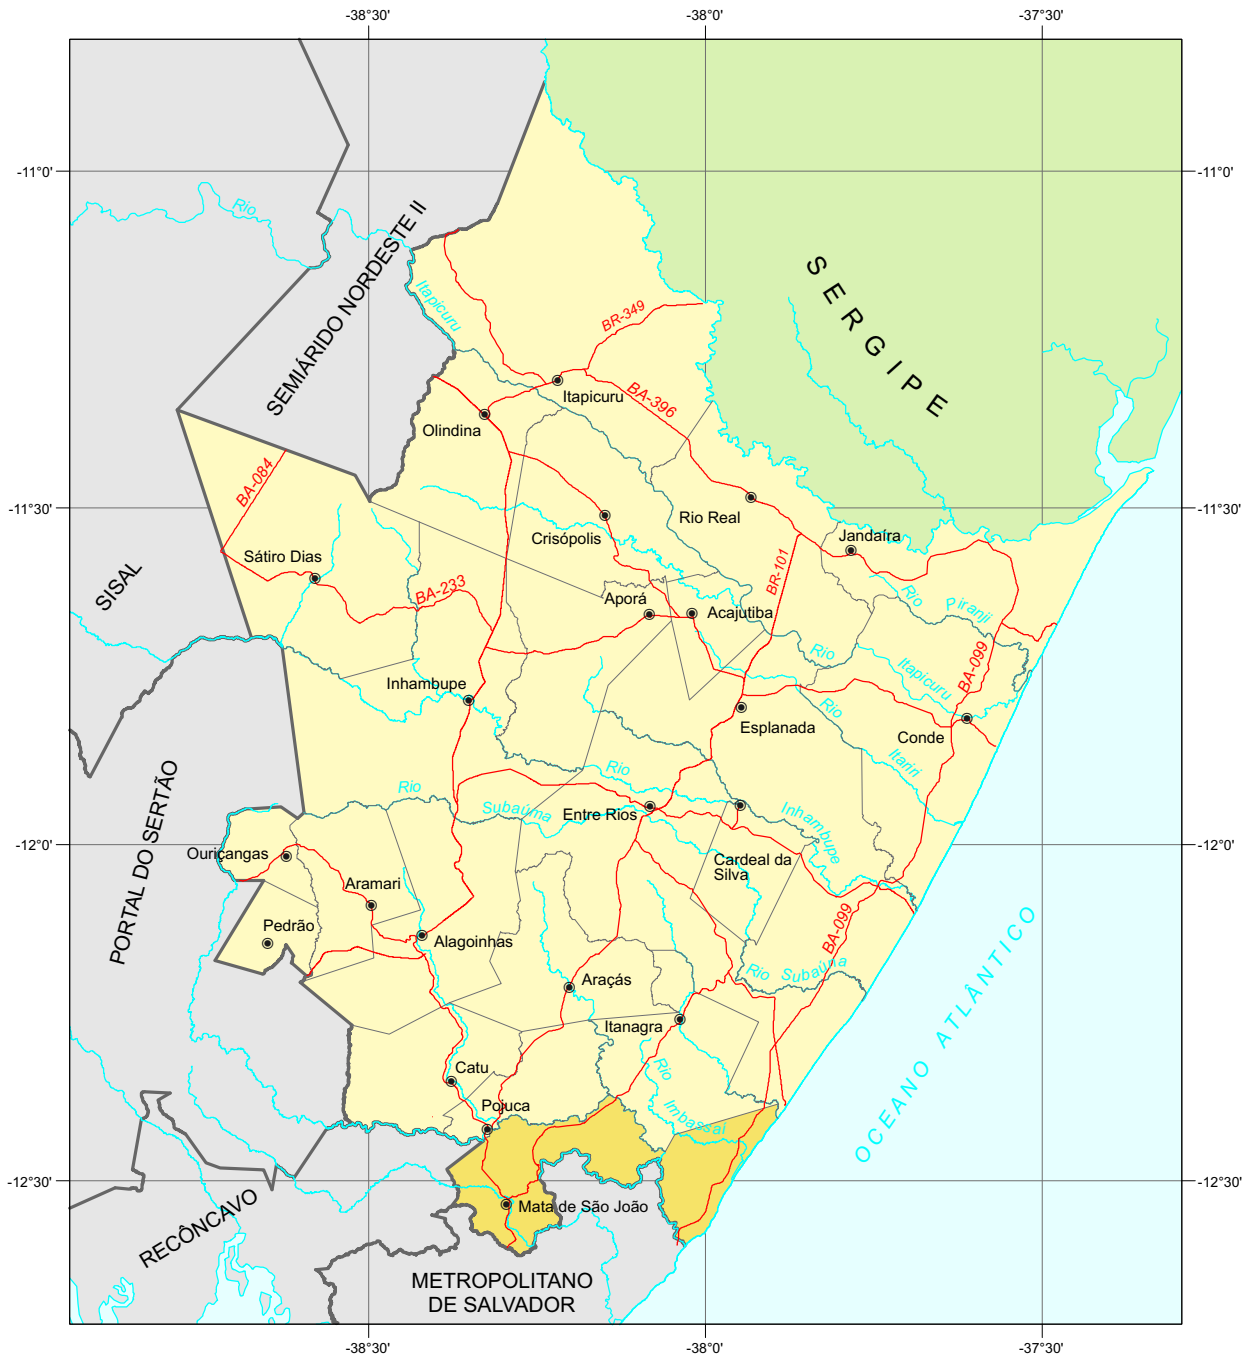 -38°30'
-38°0'
-37°30'
-11°0'
-11°0'
Rio
SEMIÁRIDO NORDESTE II
Itapicuru
SERGIPE
BR-349
BA-396
Itapicuru
Olindina
BA-084
Rio Real
-11°30'
-11°30'
Crisópolis
Jandaíra
Sátiro Dias
BR-101
SISAL
BA-233
Aporá
Acajutiba
Rio
Piranji
Rio
Itapicuru
BA-099
Inhambupe
Rio
Esplanada
Conde
Itariri
PORTAL DO SERTÃO
Rio
Rio
Subaúma
Entre Rios
Inhambupe
-12°0'
-12°0'
Ouriçangas
Cardeal da
Silva
Aramari
Pedrão
Alagoinhas
BA-099
Rio
Subaúma
Araçás
Itanagra
OCEANO ATLÂNTICO
Catu
Rio
Imbassaí
Pojuca
-12°30'
-12°30'
Mata de São João
RECÔNCAVO
METROPOLITANO
DE SALVADOR
-38°30'
-38°0'
-37°30'